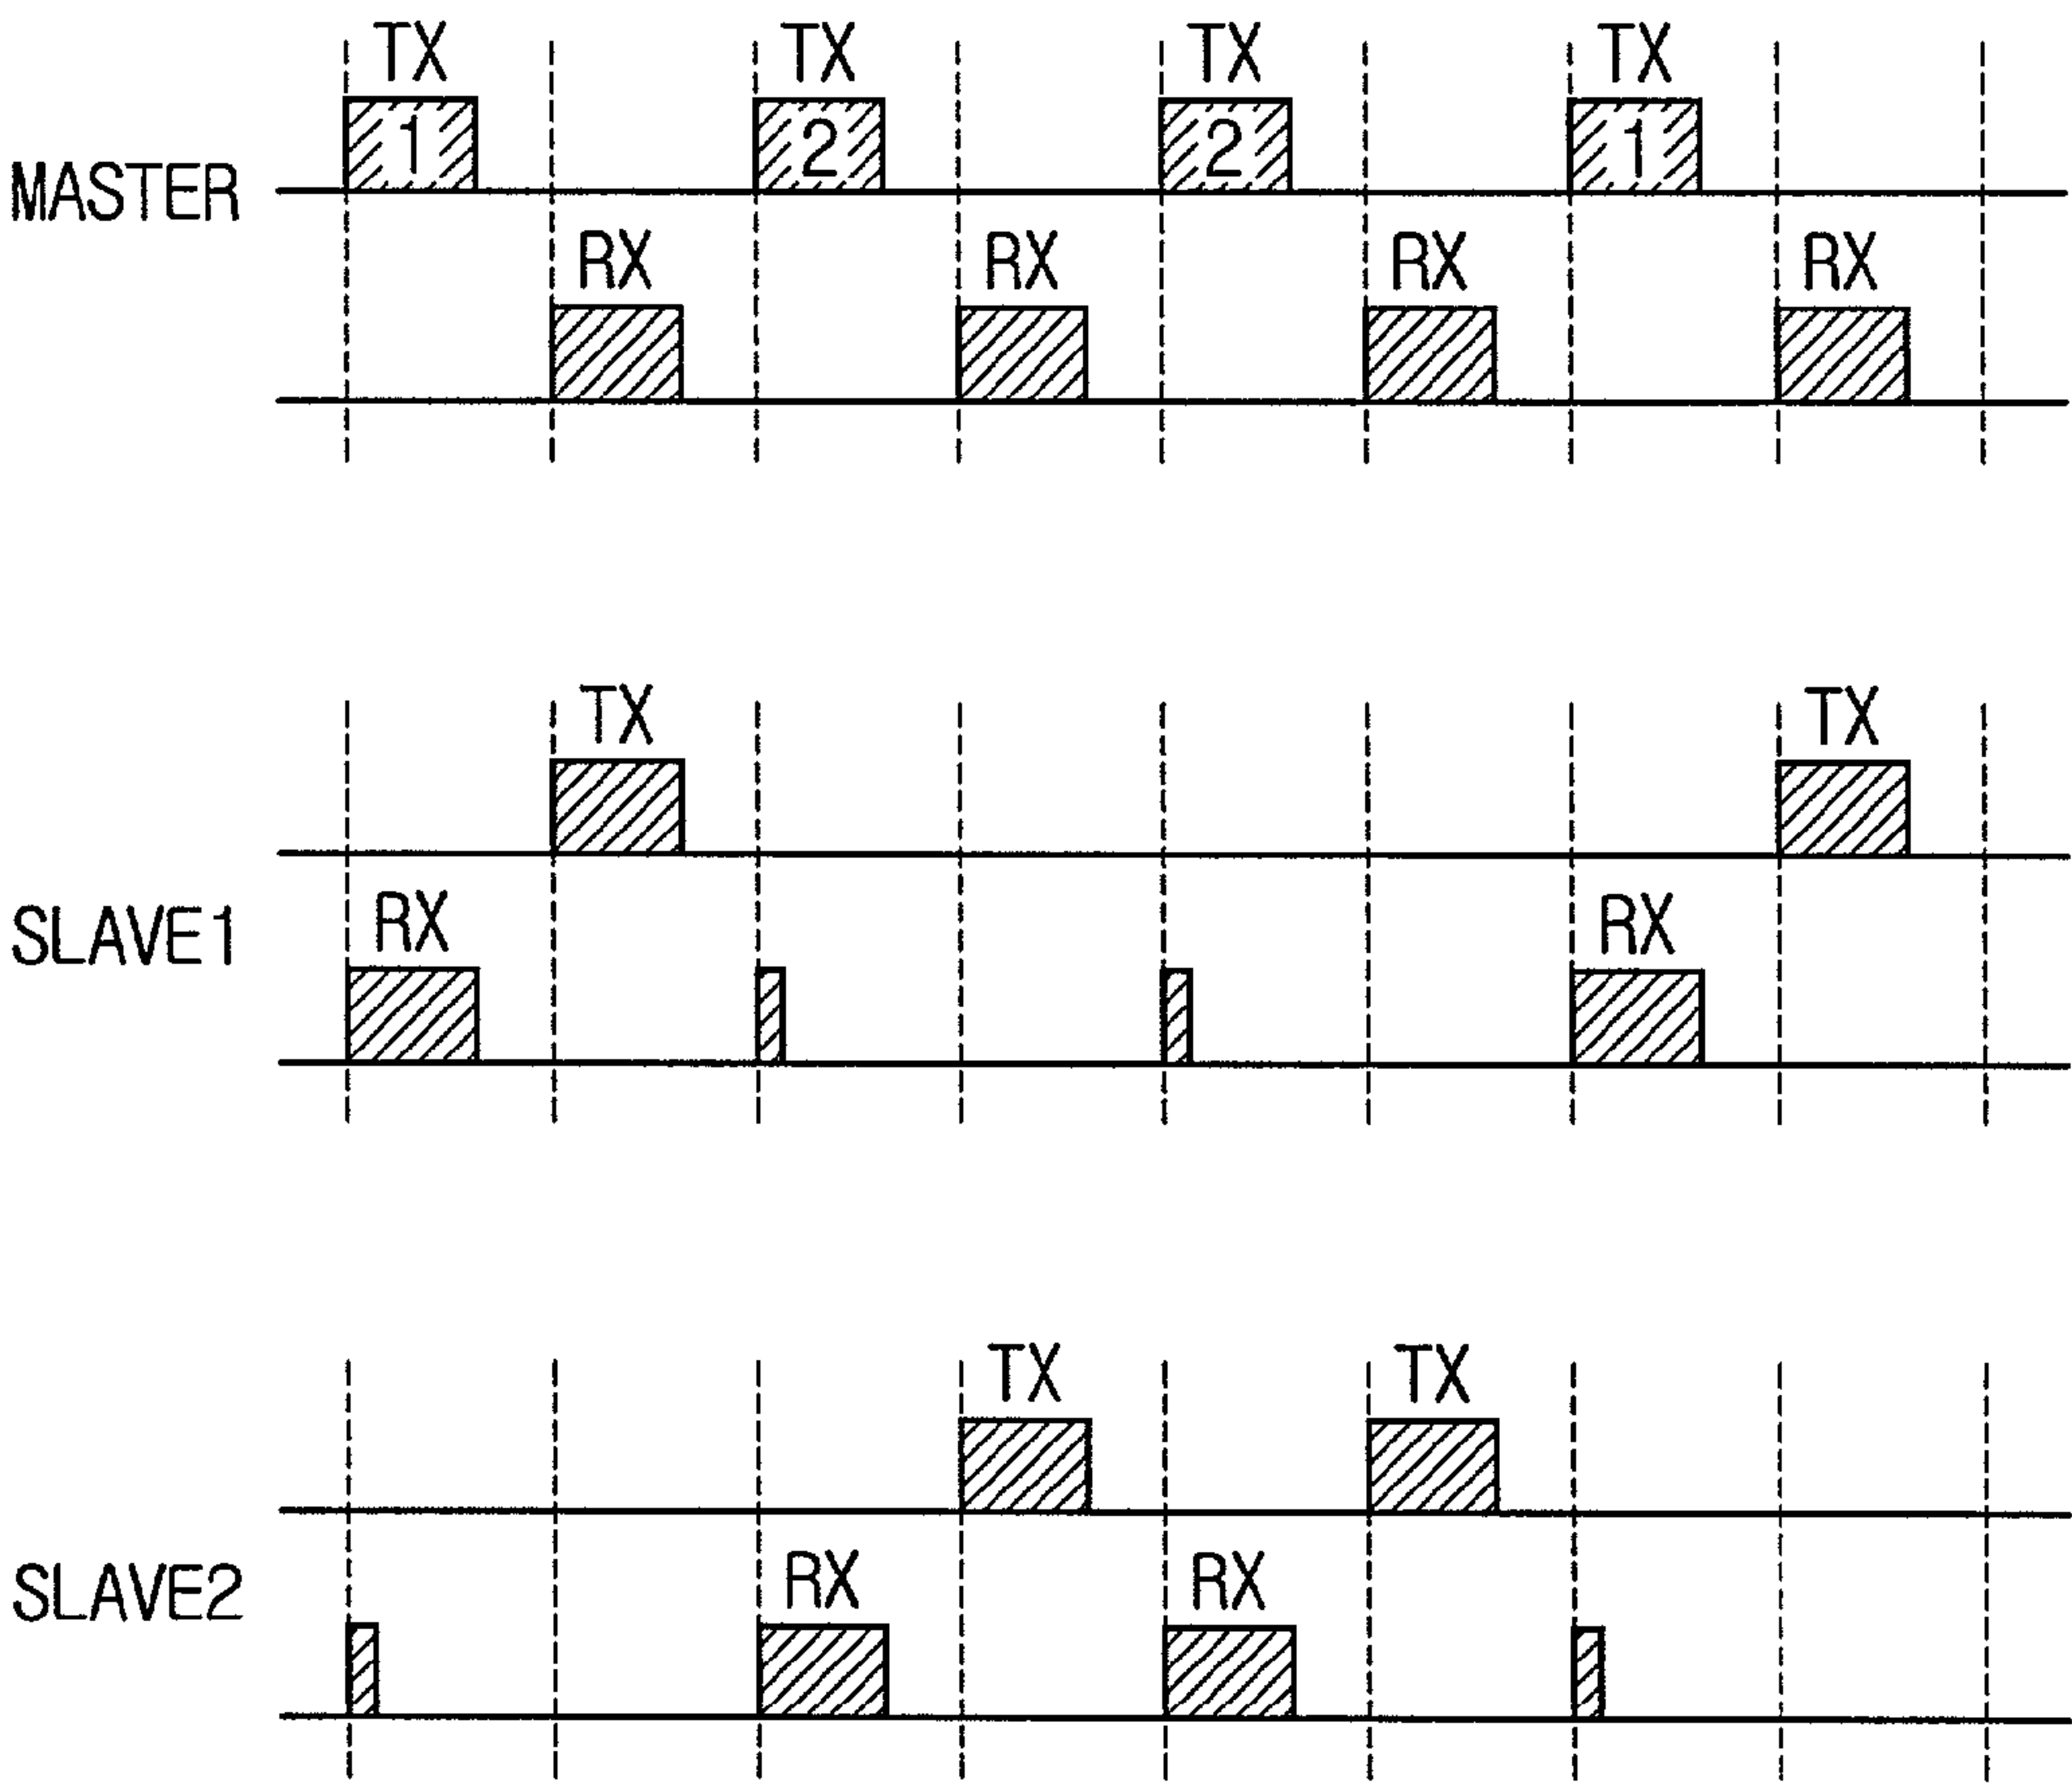 TX TX TX TX
1 2 2 1
MASTER
RX RX RX RX
TX TX
RX RX
SLAVE1
TX TX
RX RX
SLAVE2